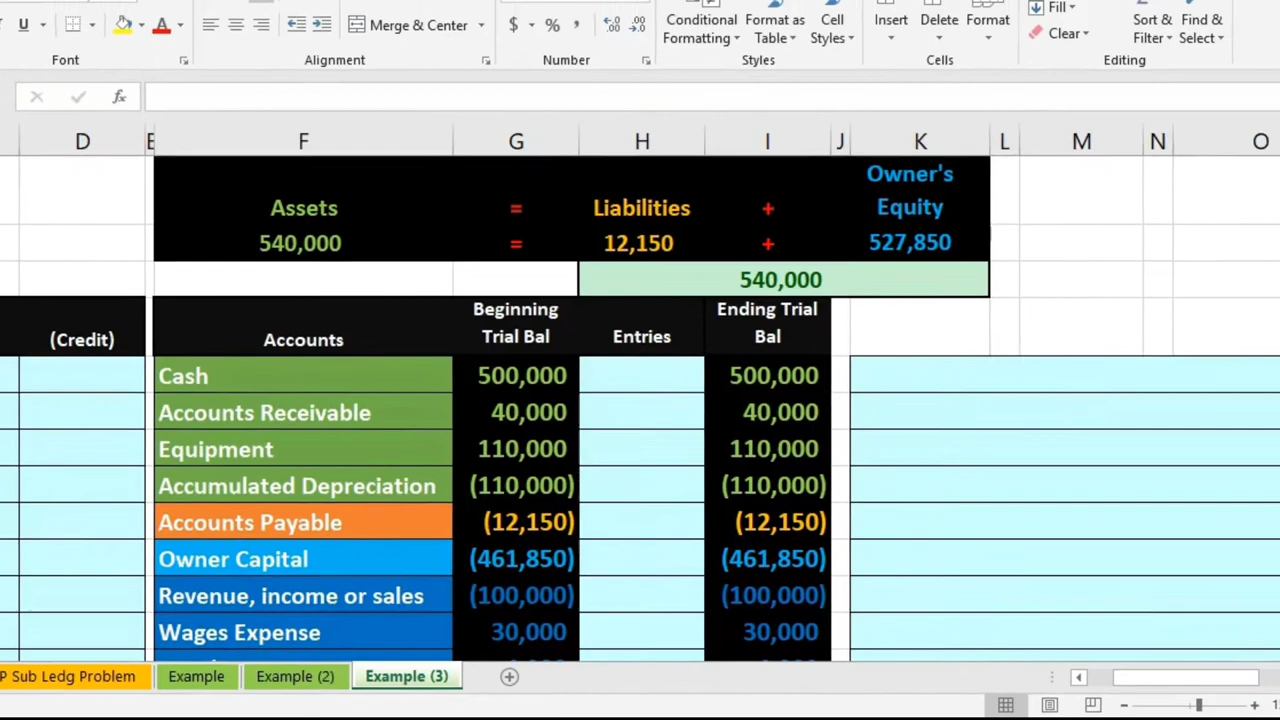 U
Merge & Center
$ % ,
Conditional Formatting
Format as Table
Cell Styles
Insert
Delete
Format
Fill
Clear
Sort & Filter
Find & Select
Font
Alignment
Number
Styles
Cells
Editing
fx
D E F G H I J K L M N O
Owner's
Assets = Liabilities + Equity
540,000 = 12,150 + 527,850
540,000
(Credit) Accounts Beginning Trial Bal Entries Ending Trial Bal
Cash 500,000 500,000
Accounts Receivable 40,000 40,000
Equipment 110,000 110,000
Accumulated Depreciation (110,000) (110,000)
Accounts Payable (12,150) (12,150)
Owner Capital (461,850) (461,850)
Revenue, income or sales (100,000) (100,000)
Wages Expense 30,000 30,000
P Sub Ledg Problem Example Example (2) Example (3)